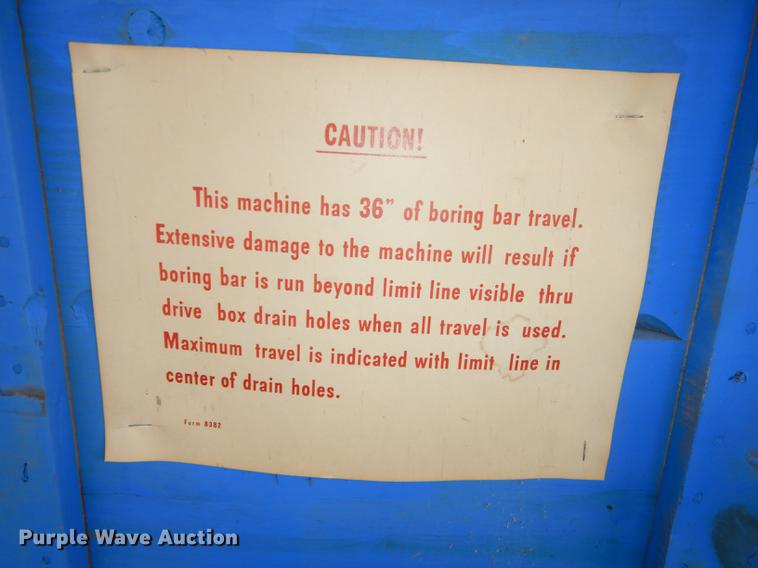 CAUTION!
This machine has 36" of boring bar travel.
Extensive damage to the machine will result if
boring bar is run beyond limit line visible thru
drive box drain holes when all travel is used.
Maximum travel is indicated with limit line in
center of drain holes.
Form 8382
Purple Wave Auction